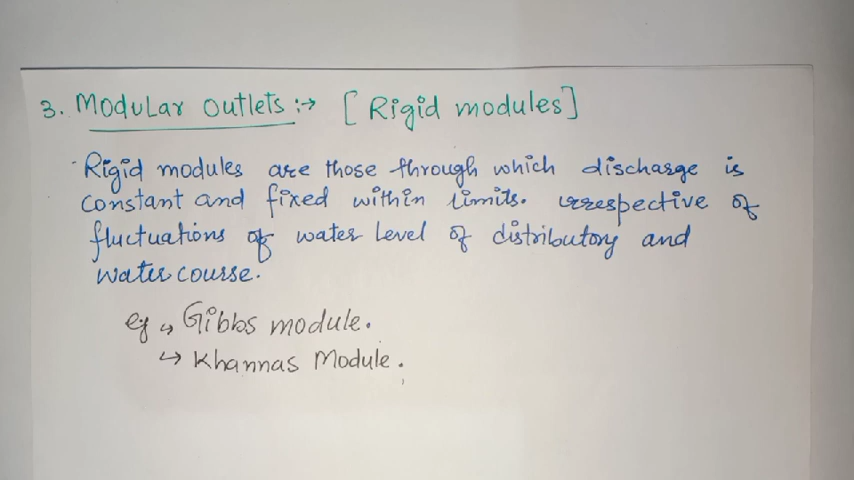 3. Modular outlets :→ [Rigid modules]
Rigid modules are those through which discharge is
constant and fixed within limits. irrespective of
fluctuations of water level of distributory and
water course.
eg → Gibbs module.
↳ Khannas Module.